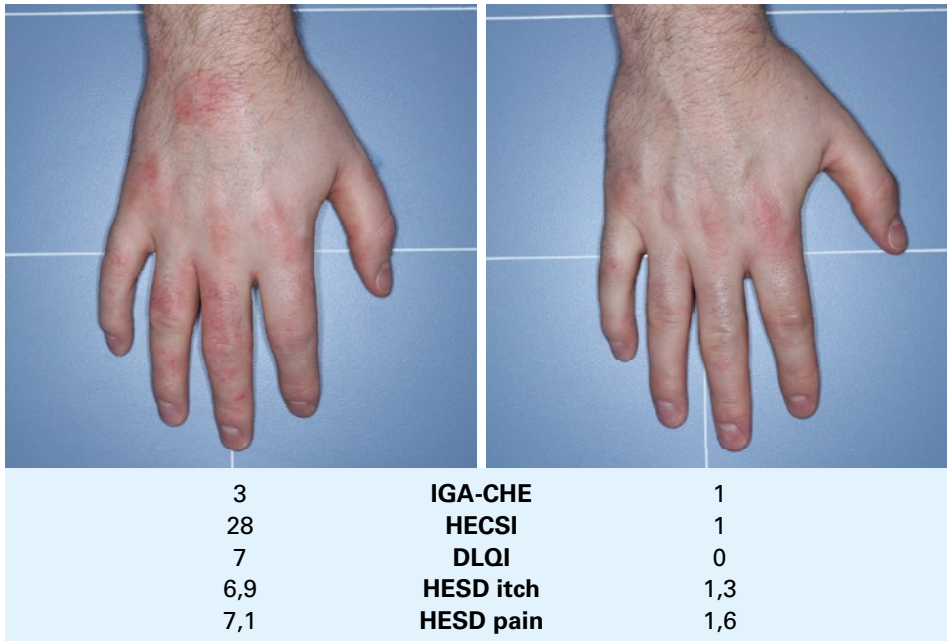 3 IGA-CHE 1
28 HECSI 1
7 DLQI 0
6,9 HESD itch 1,3
7,1 HESD pain 1,6